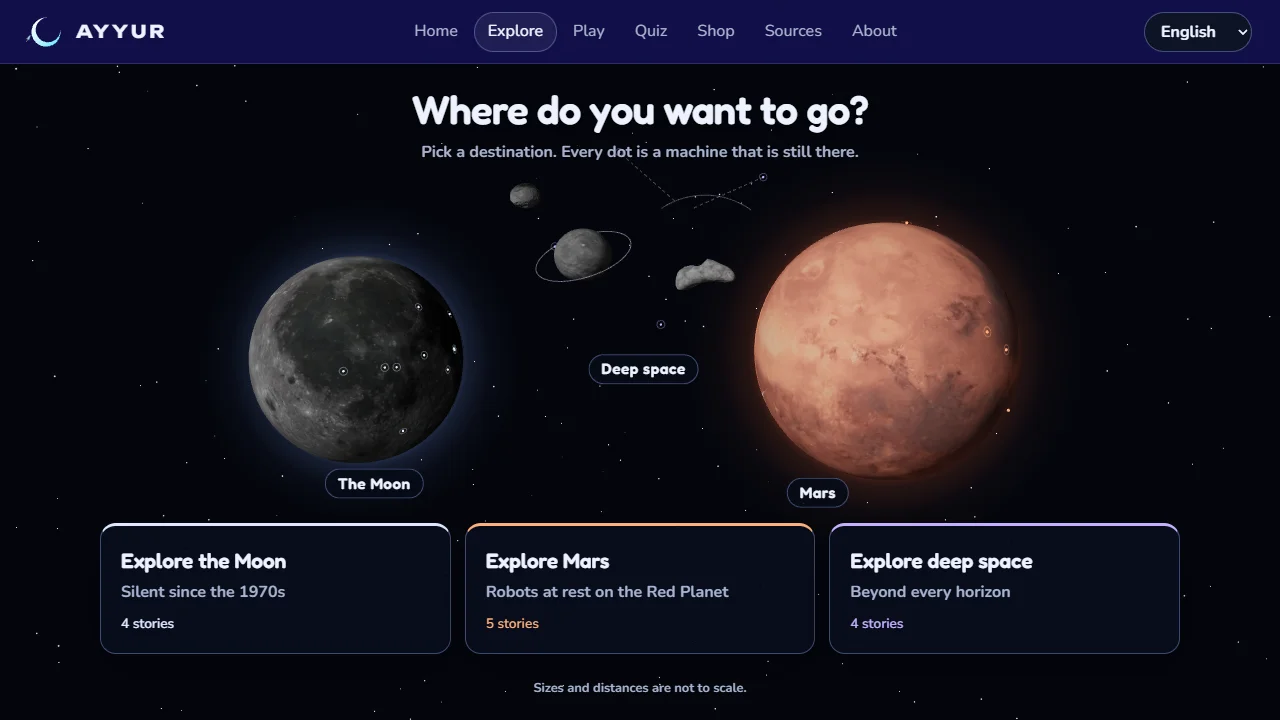 AYYUR
Home
Explore
Play
Quiz
Shop
Sources
About
English
Where do you want to go?
Pick a destination. Every dot is a machine that is still there.
Deep space
The Moon
Mars
Explore the Moon
Silent since the 1970s
4 stories
Explore Mars
Robots at rest on the Red Planet
5 stories
Explore deep space
Beyond every horizon
4 stories
Sizes and distances are not to scale.